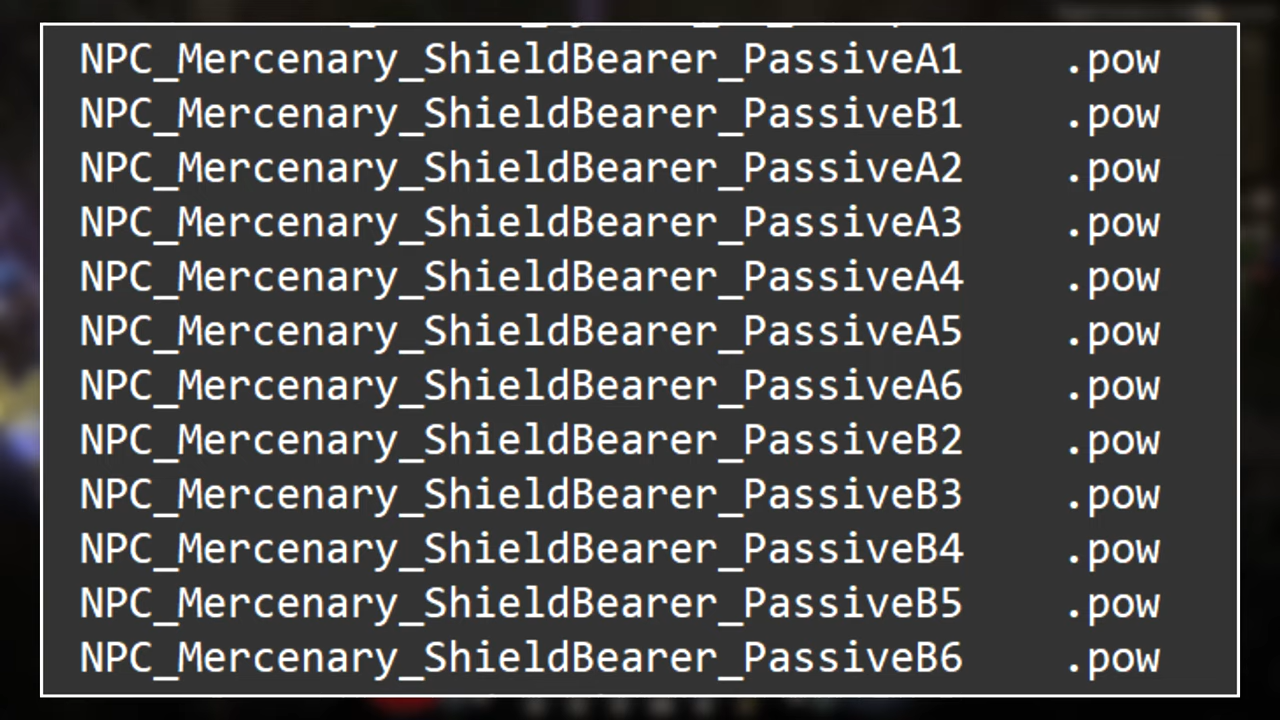 NPC_Mercenary_ShieldBearer_PassiveA1 .pow
NPC_Mercenary_ShieldBearer_PassiveB1 .pow
NPC_Mercenary_ShieldBearer_PassiveA2 .pow
NPC_Mercenary_ShieldBearer_PassiveA3 .pow
NPC_Mercenary_ShieldBearer_PassiveA4 .pow
NPC_Mercenary_ShieldBearer_PassiveA5 .pow
NPC_Mercenary_ShieldBearer_PassiveA6 .pow
NPC_Mercenary_ShieldBearer_PassiveB2 .pow
NPC_Mercenary_ShieldBearer_PassiveB3 .pow
NPC_Mercenary_ShieldBearer_PassiveB4 .pow
NPC_Mercenary_ShieldBearer_PassiveB5 .pow
NPC_Mercenary_ShieldBearer_PassiveB6 .pow